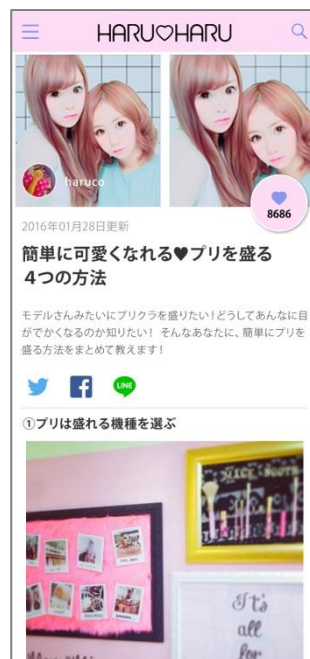 HARU♡HARU
haruco
8686
2016年01月28日更新
簡単に可愛くなれる♥プリを盛る
4つの方法
モデルさんみたいにプリクラを盛りたい！どうしてあんなに目
がでかくなるのか知りたい！ そんなあなたに、簡単にプリを
盛る方法をまとめて教えます！
LINE
①プリは盛れる機種を選ぶ
It's
all
for